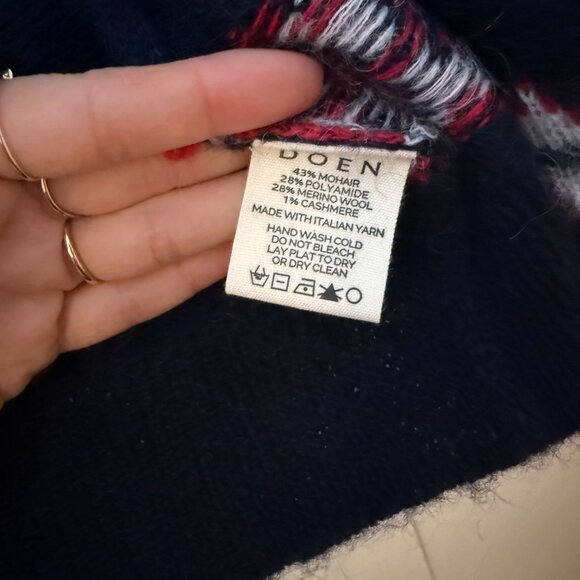 DOEN
43% MOHAIR
28% POLYAMIDE
28% MERINO WOOL
1% CASHMERE
MADE WITH ITALIAN YARN
HAND WASH COLD
DO NOT BLEACH
LAY PLAT TO DRY
OR DRY CLEAN